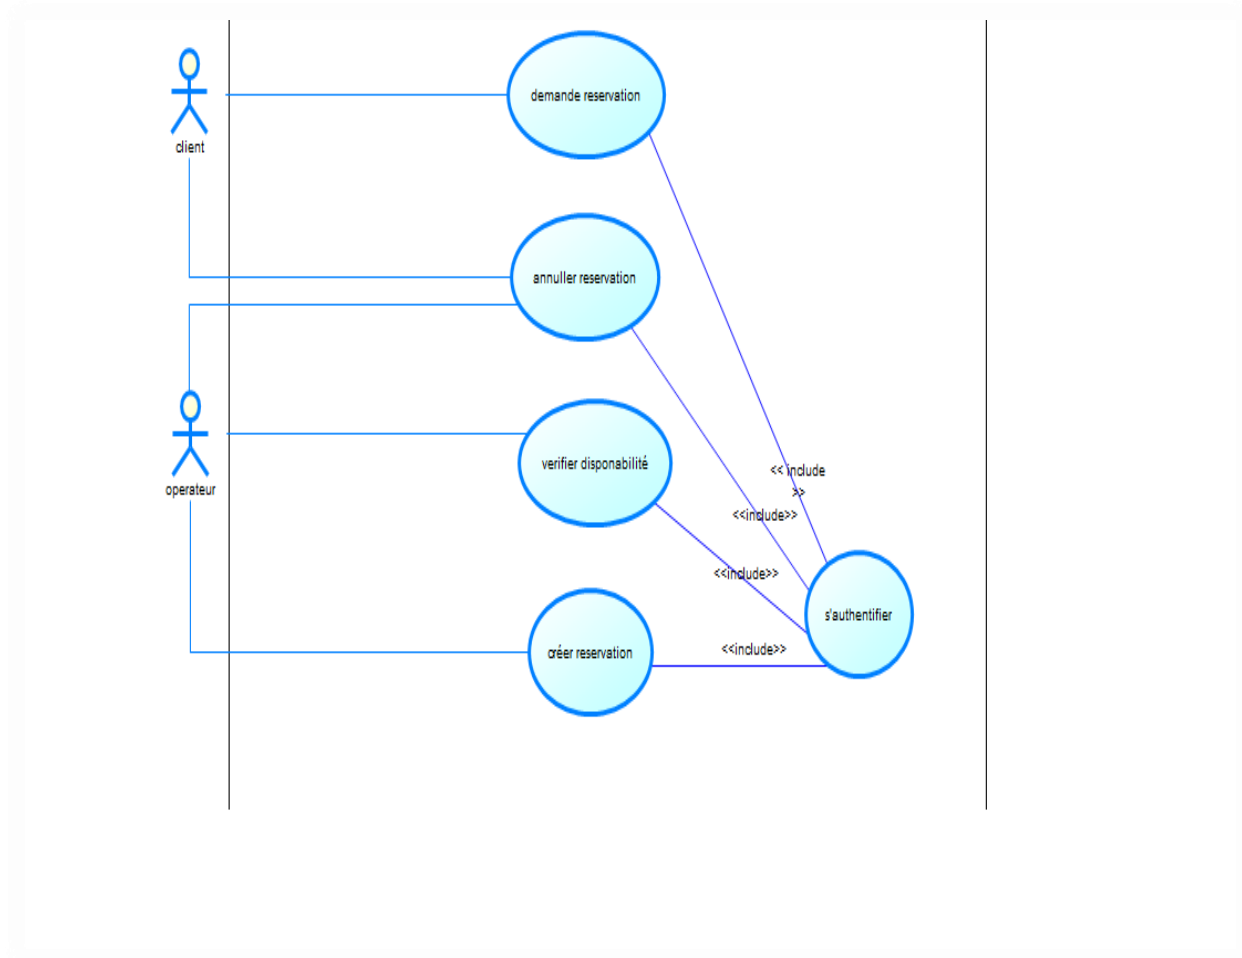 demande reservation
client
annuller reservation
verifier disponabilité
<< include
>>
operateur
<<include>>
<<include>>
s'authentifier
<<include>>
créer reservation